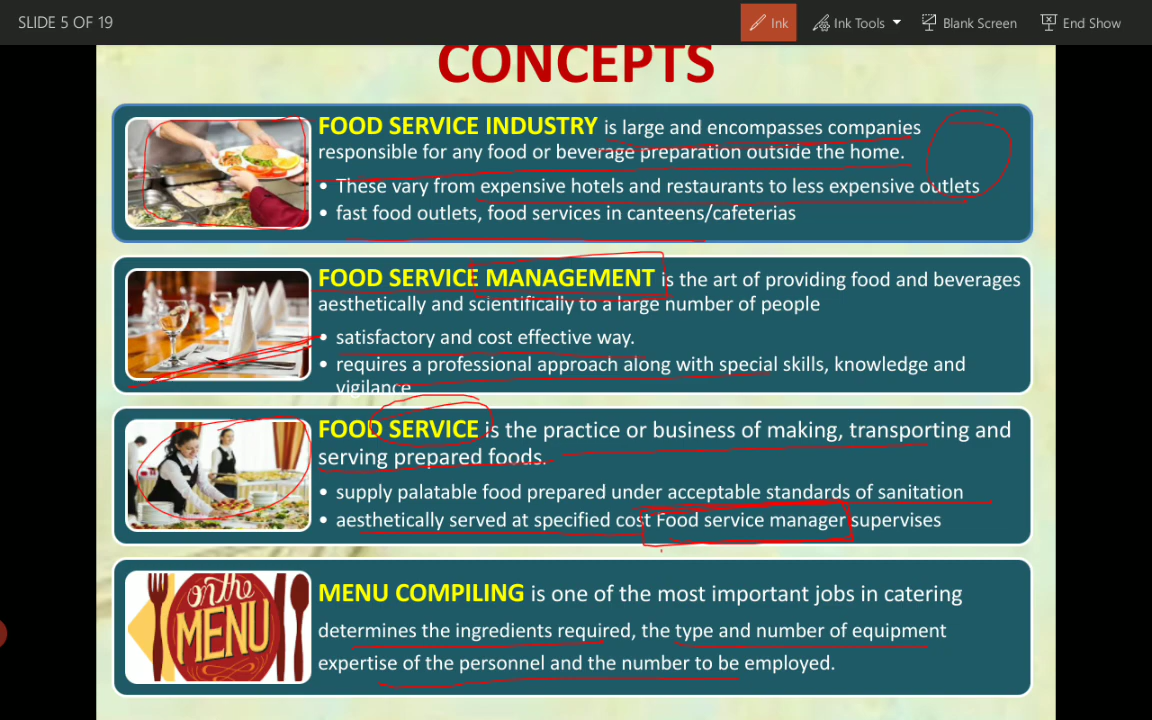 SLIDE 5 OF 19
Ink
Ink Tools
Blank Screen
End Show
CONCEPTS
FOOD SERVICE INDUSTRY is large and encompasses companies
responsible for any food or beverage preparation outside the home.
• These vary from expensive hotels and restaurants to less expensive outlets
• fast food outlets, food services in canteens/cafeterias
FOOD SERVICE MANAGEMENT is the art of providing food and beverages
aesthetically and scientifically to a large number of people
• satisfactory and cost effective way.
• requires a professional approach along with special skills, knowledge and
vigilance
FOOD SERVICE is the practice or business of making, transporting and
serving prepared foods.
• supply palatable food prepared under acceptable standards of sanitation
• aesthetically served at specified cost Food service manager supervises
on the
MENU
MENU COMPILING is one of the most important jobs in catering
determines the ingredients required, the type and number of equipment
expertise of the personnel and the number to be employed.